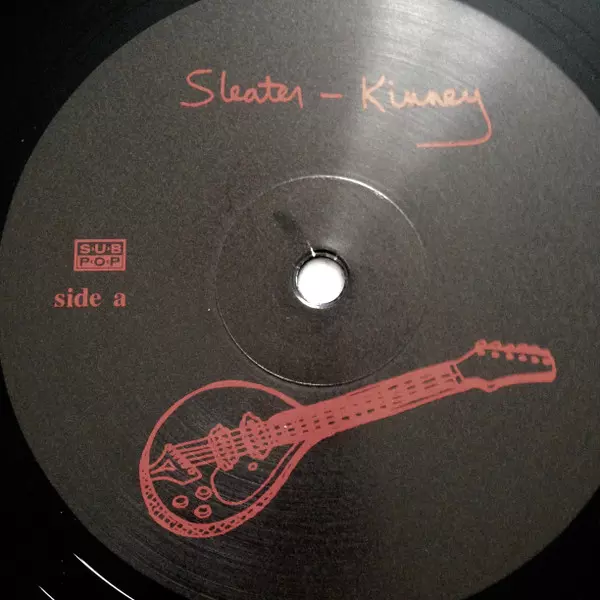 Sleater-Kinney
SUB
POP
side a